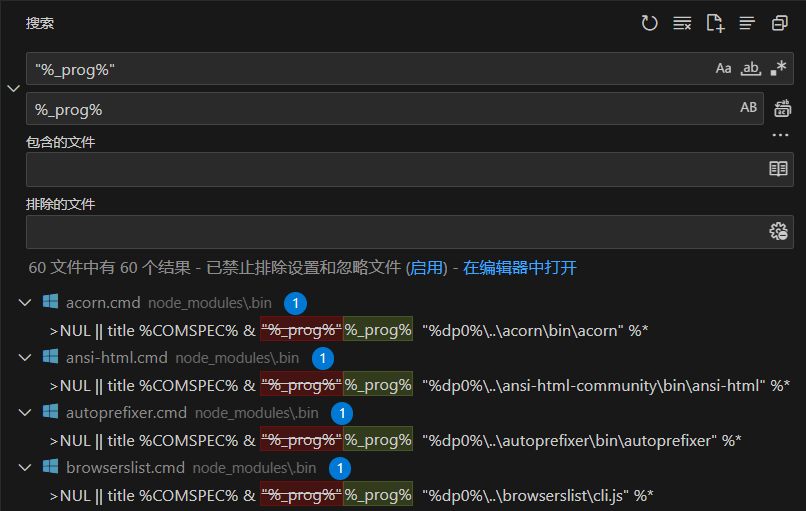 搜索
"%_prog%"
Aa ab *
%_prog%
AB
包含的文件
排除的文件
60 文件中有 60 个结果 - 已禁止排除设置和忽略文件 (启用) - 在编辑器中打开
acorn.cmd node_modules\.bin 1
>NUL || title %COMSPEC% & "%_prog%"%_prog% "%dp0%\..\acorn\bin\acorn" %*
ansi-html.cmd node_modules\.bin 1
>NUL || title %COMSPEC% & "%_prog%"%_prog% "%dp0%\..\ansi-html-community\bin\ansi-html" %*
autoprefixer.cmd node_modules\.bin 1
>NUL || title %COMSPEC% & "%_prog%"%_prog% "%dp0%\..\autoprefixer\bin\autoprefixer" %*
browserslist.cmd node_modules\.bin 1
>NUL || title %COMSPEC% & "%_prog%"%_prog% "%dp0%\..\browserslist\cli.js" %*